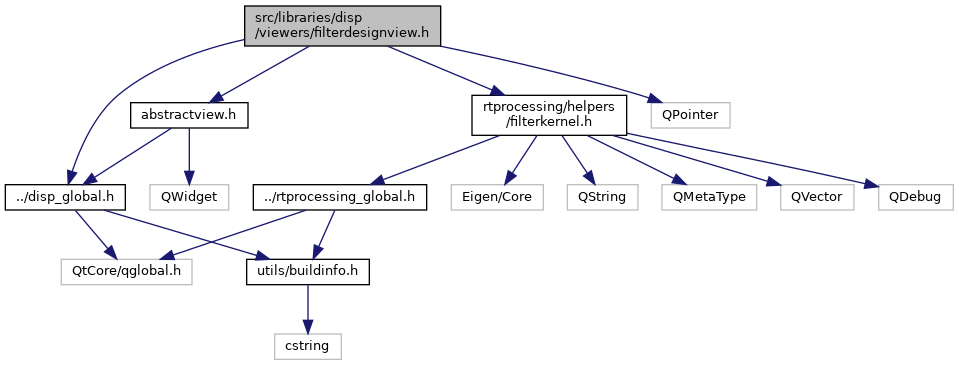 src/libraries/disp
/viewers/filterdesignview.h
abstractview.h
rtprocessing/helpers
/filterkernel.h
QPointer
../disp_global.h
QWidget
../rtprocessing_global.h
Eigen/Core
QString
QMetaType
QVector
QDebug
QtCore/qglobal.h
utils/buildinfo.h
cstring